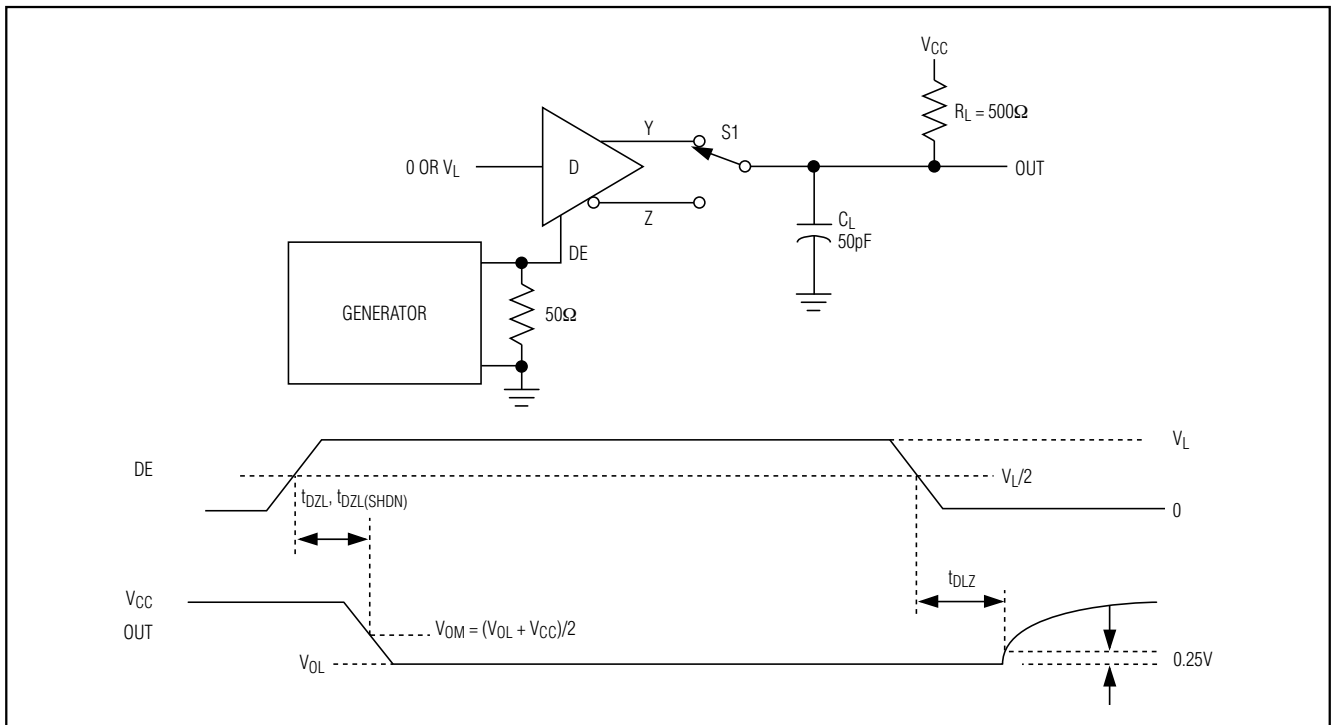 VCC
RL = 500Ω
Y
S1
0 OR VL
D
OUT
Z
CL
50pF
DE
GENERATOR
50Ω
VL
DE
VL/2
tDZL, tDZL(SHDN)
0
tDLZ
VCC
OUT
VOM = (VOL + VCC)/2
VOL
0.25V